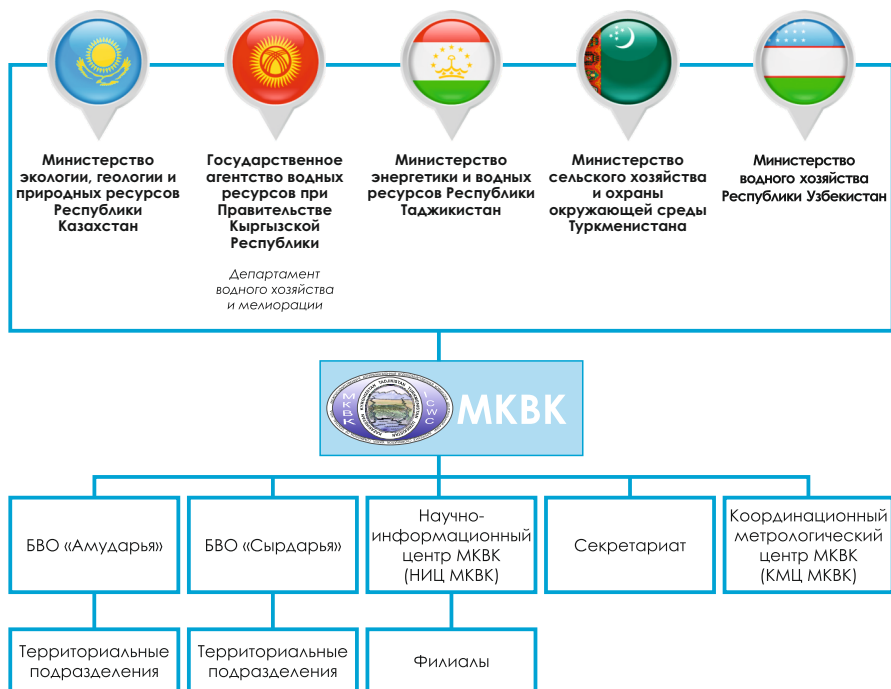 Министерство
экологии, геологии и
природных ресурсов
Республики
Казахстан
Государственное
агентство водных
ресурсов при
Правительстве
Кыргызской
Республики
Департамент
водного хозяйства
и мелиорации
Министерство
энергетики и водных
ресурсов Республики
Таджикистан
Министерство
сельского хозяйства
и охраны
окружающей среды
Туркменистана
Министерство
водного хозяйства
Республики Узбекистан
МКВК
ICWC
МКВК
БВО «Амударья»
БВО «Сырдарья»
Научно-
информационный
центр МКВК
(НИЦ МКВК)
Секретариат
Координационный
метрологический
центр МКВК
(КМЦ МКВК)
Территориальные
подразделения
Территориальные
подразделения
Филиалы